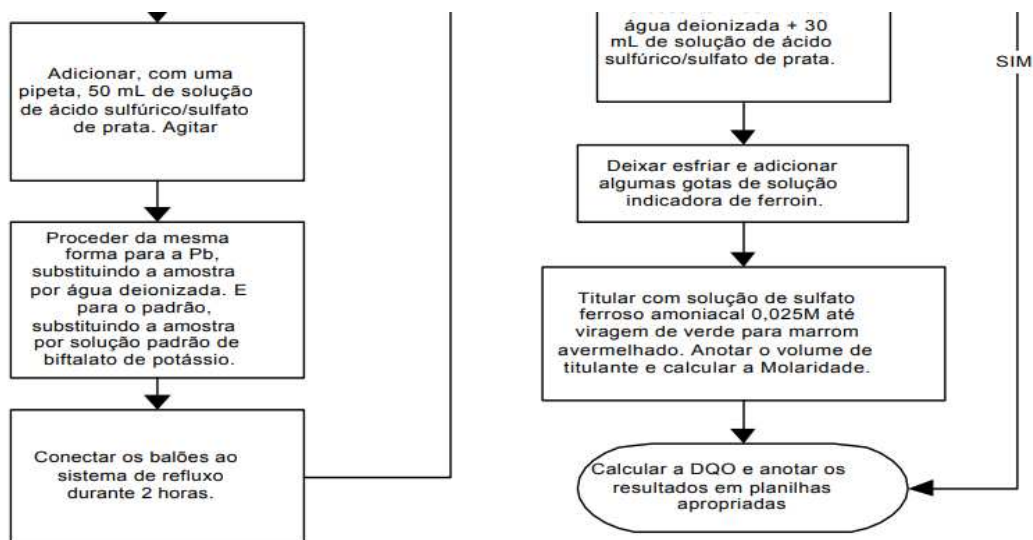 Adicionar, com uma
pipeta, 50 mL de solução
de ácido sulfúrico/sulfato
de prata. Agitar
Proceder da mesma
forma para a Pb,
substituindo a amostra
por água deionizada. E
para o padrão,
substituindo a amostra
por solução padrão de
biftalato de potássio.
Conectar os balões ao
sistema de refluxo
durante 2 horas.
água deionizada + 30
mL de solução de ácido
sulfúrico/sulfato de prata.
Deixar esfriar e adicionar
algumas gotas de solução
indicadora de ferroin.
Titular com solução de sulfato
ferroso amoniacal 0,025M até
viragem de verde para marrom
avermelhado. Anotar o volume de
titulante e calcular a Molaridade.
Calcular a DQO e anotar os
resultados em planilhas
apropriadas
SIM